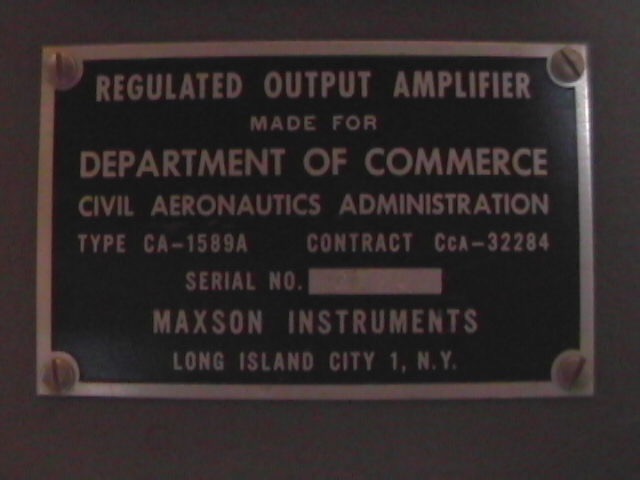 REGULATED OUTPUT AMPLIFIER
MADE FOR
DEPARTMENT OF COMMERCE
CIVIL AERONAUTICS ADMINISTRATION
TYPE CA-1589A CONTRACT CCA-32284
SERIAL NO.
MAXSON INSTRUMENTS
LONG ISLAND CITY 1, N.Y.